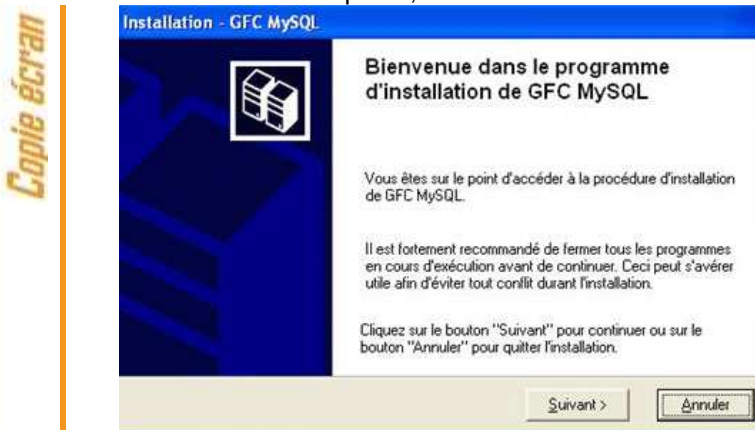 Installation - GFC MySQL
Copie écran
Bienvenue dans le programme
d'installation de GFC MySQL
Vous êtes sur le point d'accéder à la procédure d'installation
de GFC MySQL.
Il est fortement recommandé de fermer tous les programmes
en cours d'exécution avant de continuer. Ceci peut s'avérer
utile afin d'éviter tout conflit durant l'installation.
Cliquez sur le bouton "Suivant" pour continuer ou sur le
bouton "Annuler" pour quitter l'installation.
Suivant >
Annuler